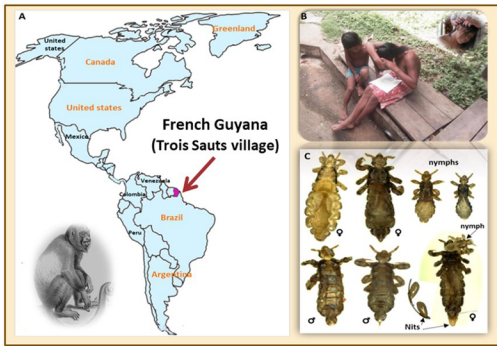 A
Greenland
United
states
Canada
United states
Mexico
French Guyana
(Trois Sauts village)
Venezuela
Colombia
Brazil
Peru
Argentina
B
C
nymphs
♀
♀
nymph
♂
♂
Nits
♀